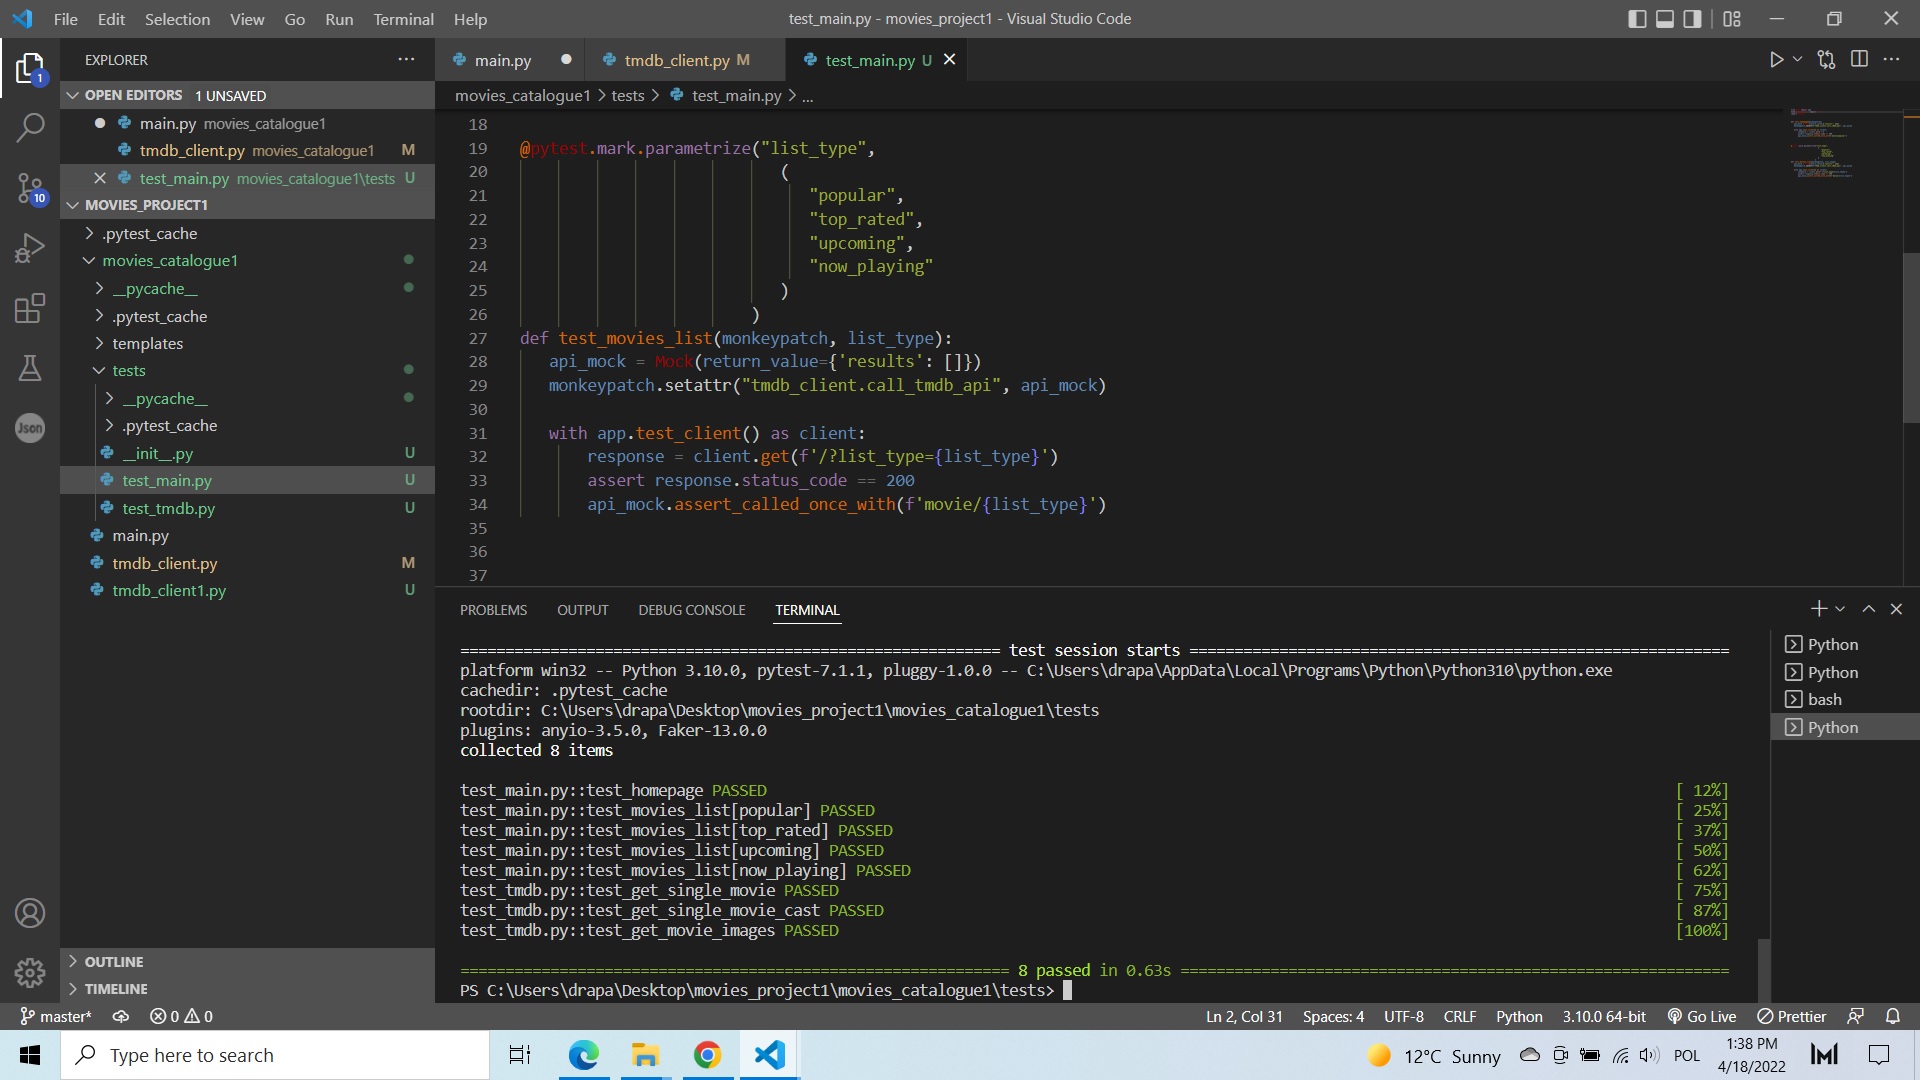 File Edit Selection View Go Run Terminal Help
test_main.py - movies_project1 - Visual Studio Code
EXPLORER
OPEN EDITORS 1 UNSAVED
main.py movies_catalogue1
tmdb_client.py movies_catalogue1 M
test_main.py movies_catalogue1\tests U
MOVIES_PROJECT1
.pytest_cache
movies_catalogue1
__pycache__
.pytest_cache
templates
tests
__pycache__
.pytest_cache
__init__.py U
test_main.py U
test_tmdb.py U
main.py
tmdb_client.py M
tmdb_client1.py U
OUTLINE
TIMELINE
1
10
Json
main.py
tmdb_client.py M
test_main.py U
movies_catalogue1 > tests > test_main.py > ...
18
19 @pytest.mark.parametrize("list_type",
20 (
21 "popular",
22 "top_rated",
23 "upcoming",
24 "now_playing"
25 )
26 )
27 def test_movies_list(monkeypatch, list_type):
28 api_mock = Mock(return_value={'results': []})
29 monkeypatch.setattr("tmdb_client.call_tmdb_api", api_mock)
30
31 with app.test_client() as client:
32 response = client.get(f'/?list_type={list_type}')
33 assert response.status_code == 200
34 api_mock.assert_called_once_with(f'movie/{list_type}')
35
36
37
PROBLEMS OUTPUT DEBUG CONSOLE TERMINAL
============================================================ test session starts ============================================================
platform win32 -- Python 3.10.0, pytest-7.1.1, pluggy-1.0.0 -- C:\Users\drapa\AppData\Local\Programs\Python\Python310\python.exe
cachedir: .pytest_cache
rootdir: C:\Users\drapa\Desktop\movies_project1\movies_catalogue1\tests
plugins: anyio-3.5.0, Faker-13.0.0
collected 8 items
test_main.py::test_homepage PASSED [ 12%]
test_main.py::test_movies_list[popular] PASSED [ 25%]
test_main.py::test_movies_list[top_rated] PASSED [ 37%]
test_main.py::test_movies_list[upcoming] PASSED [ 50%]
test_main.py::test_movies_list[now_playing] PASSED [ 62%]
test_tmdb.py::test_get_single_movie PASSED [ 75%]
test_tmdb.py::test_get_single_movie_cast PASSED [ 87%]
test_tmdb.py::test_get_movie_images PASSED [100%]
============================================================= 8 passed in 0.63s =============================================================
PS C:\Users\drapa\Desktop\movies_project1\movies_catalogue1\tests>
Python
Python
bash
Python
master* 0 0 Ln 2, Col 31 Spaces: 4 UTF-8 CRLF Python 3.10.0 64-bit Go Live Prettier
Type here to search
12°C Sunny
POL
1:38 PM
4/18/2022